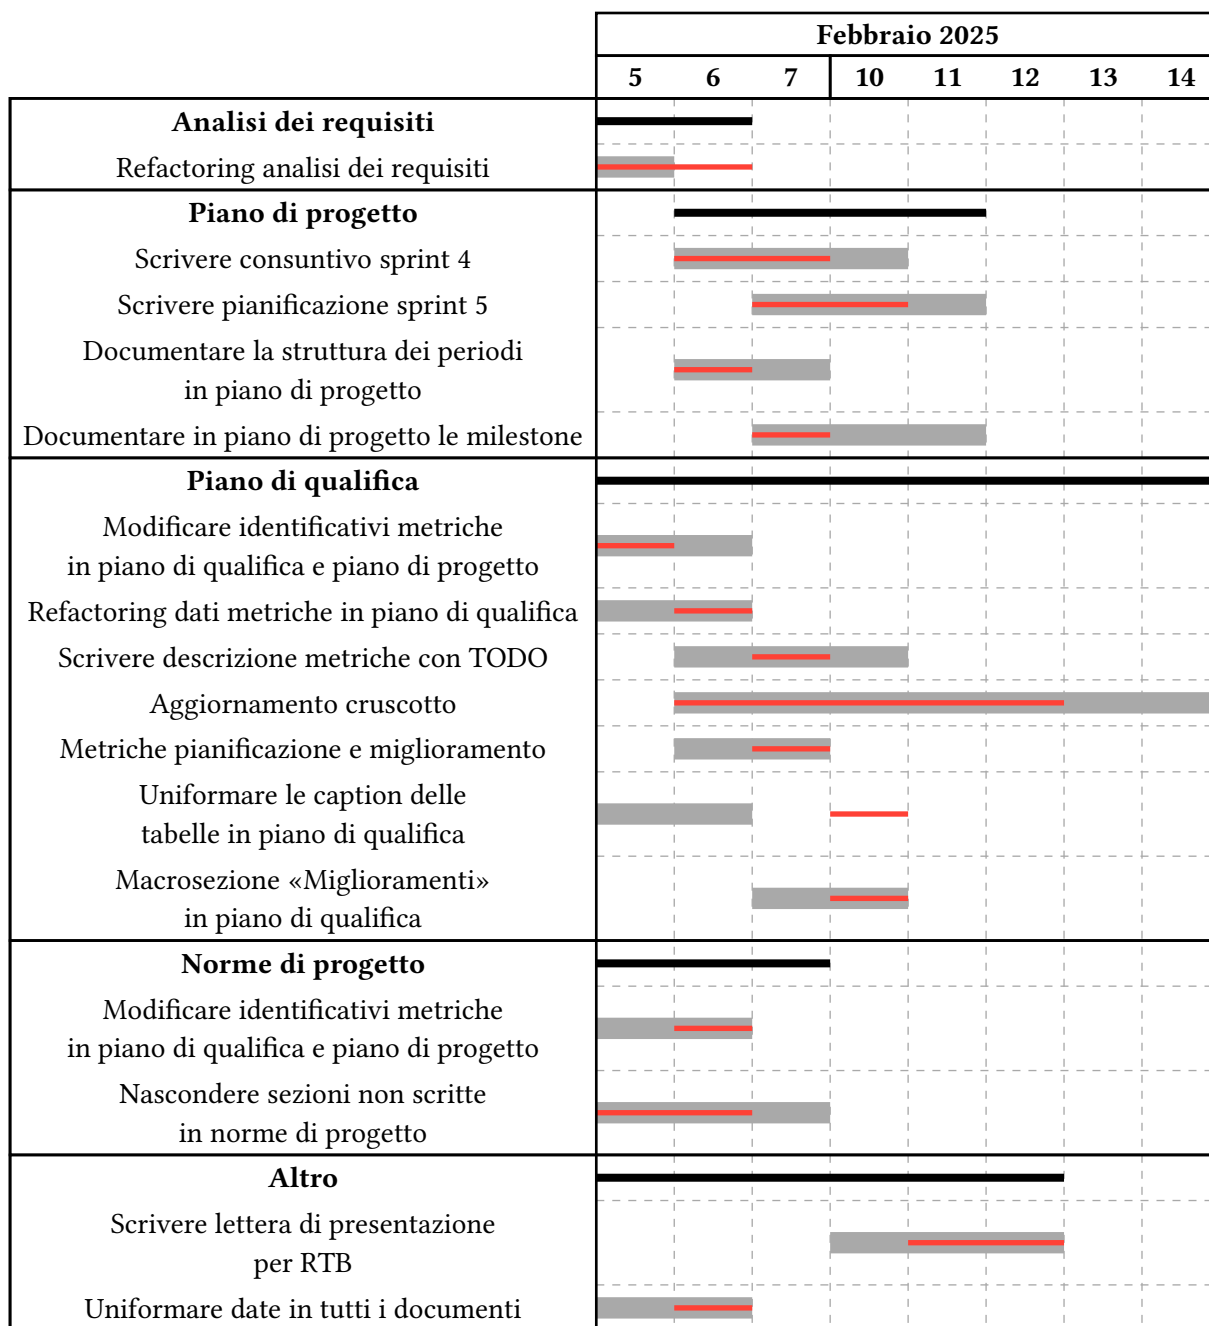 Febbraio 2025
5 6 7 10 11 12 13 14
Analisi dei requisiti
Refactoring analisi dei requisiti
Piano di progetto
Scrivere consuntivo sprint 4
Scrivere pianificazione sprint 5
Documentare la struttura dei periodi
in piano di progetto
Documentare in piano di progetto le milestone
Piano di qualifica
Modificare identificativi metriche
in piano di qualifica e piano di progetto
Refactoring dati metriche in piano di qualifica
Scrivere descrizione metriche con TODO
Aggiornamento cruscotto
Metriche pianificazione e miglioramento
Uniformare le caption delle
tabelle in piano di qualifica
Macrosezione «Miglioramenti»
in piano di qualifica
Norme di progetto
Modificare identificativi metriche
in piano di qualifica e piano di progetto
Nascondere sezioni non scritte
in norme di progetto
Altro
Scrivere lettera di presentazione
per RTB
Uniformare date in tutti i documenti